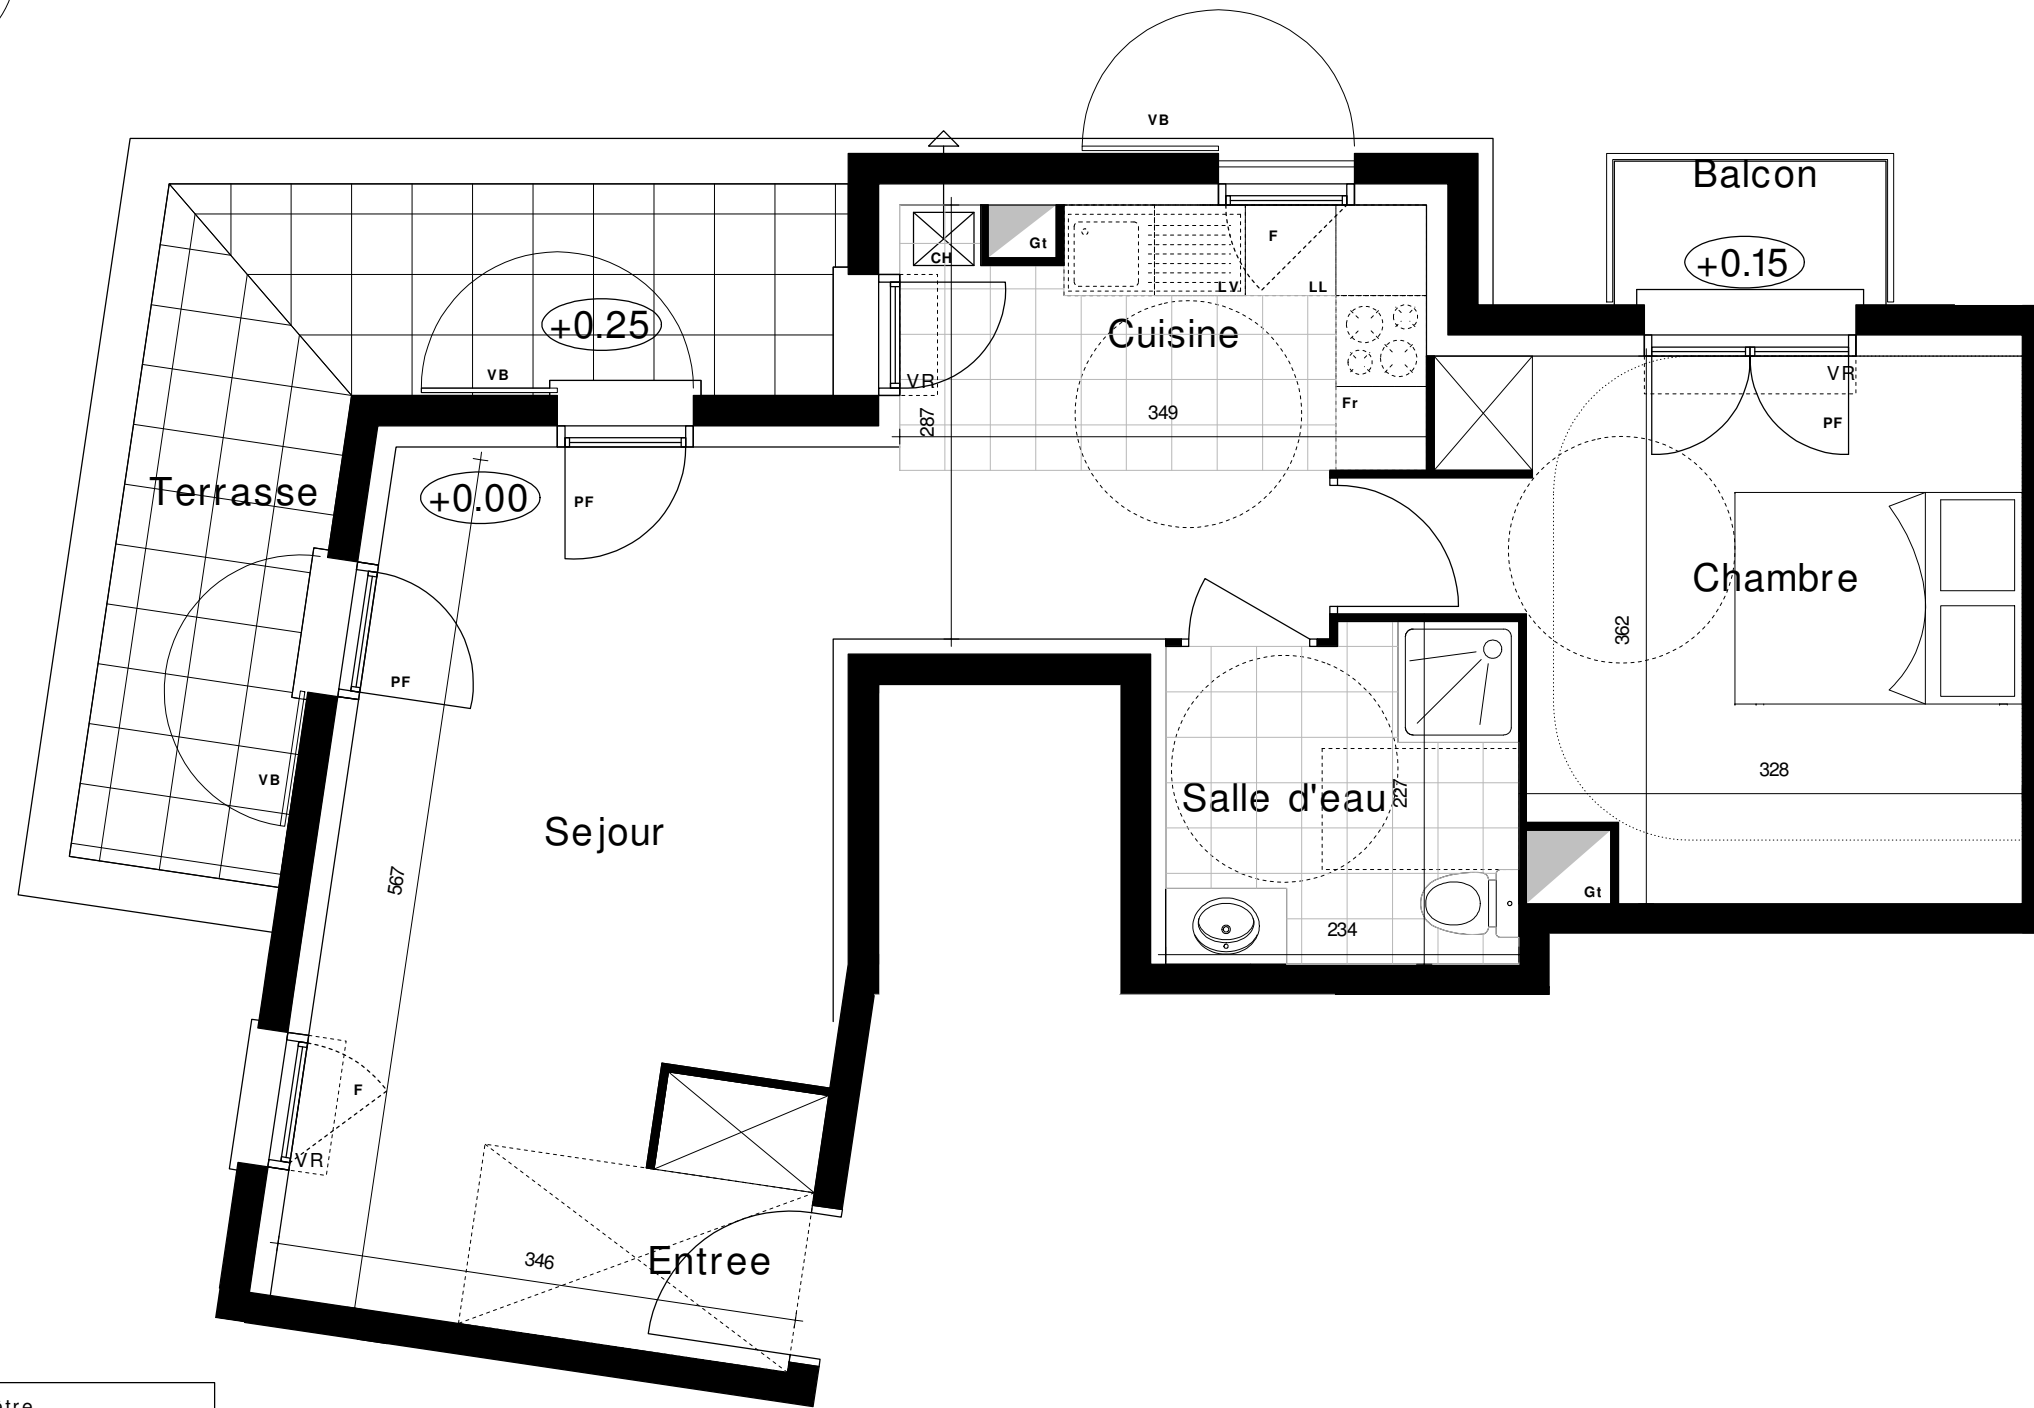 VB
Balcon
Gt
F
CH
+0.15
LV
LL
+0.25
Cuisine
VB
VR
VR
Fr
349
287
PF
Terrasse
+0.00
PF
Chambre
362
PF
VB
328
Salle d'eau
227
Sejour
567
Gt
234
F
VR
346
Entree